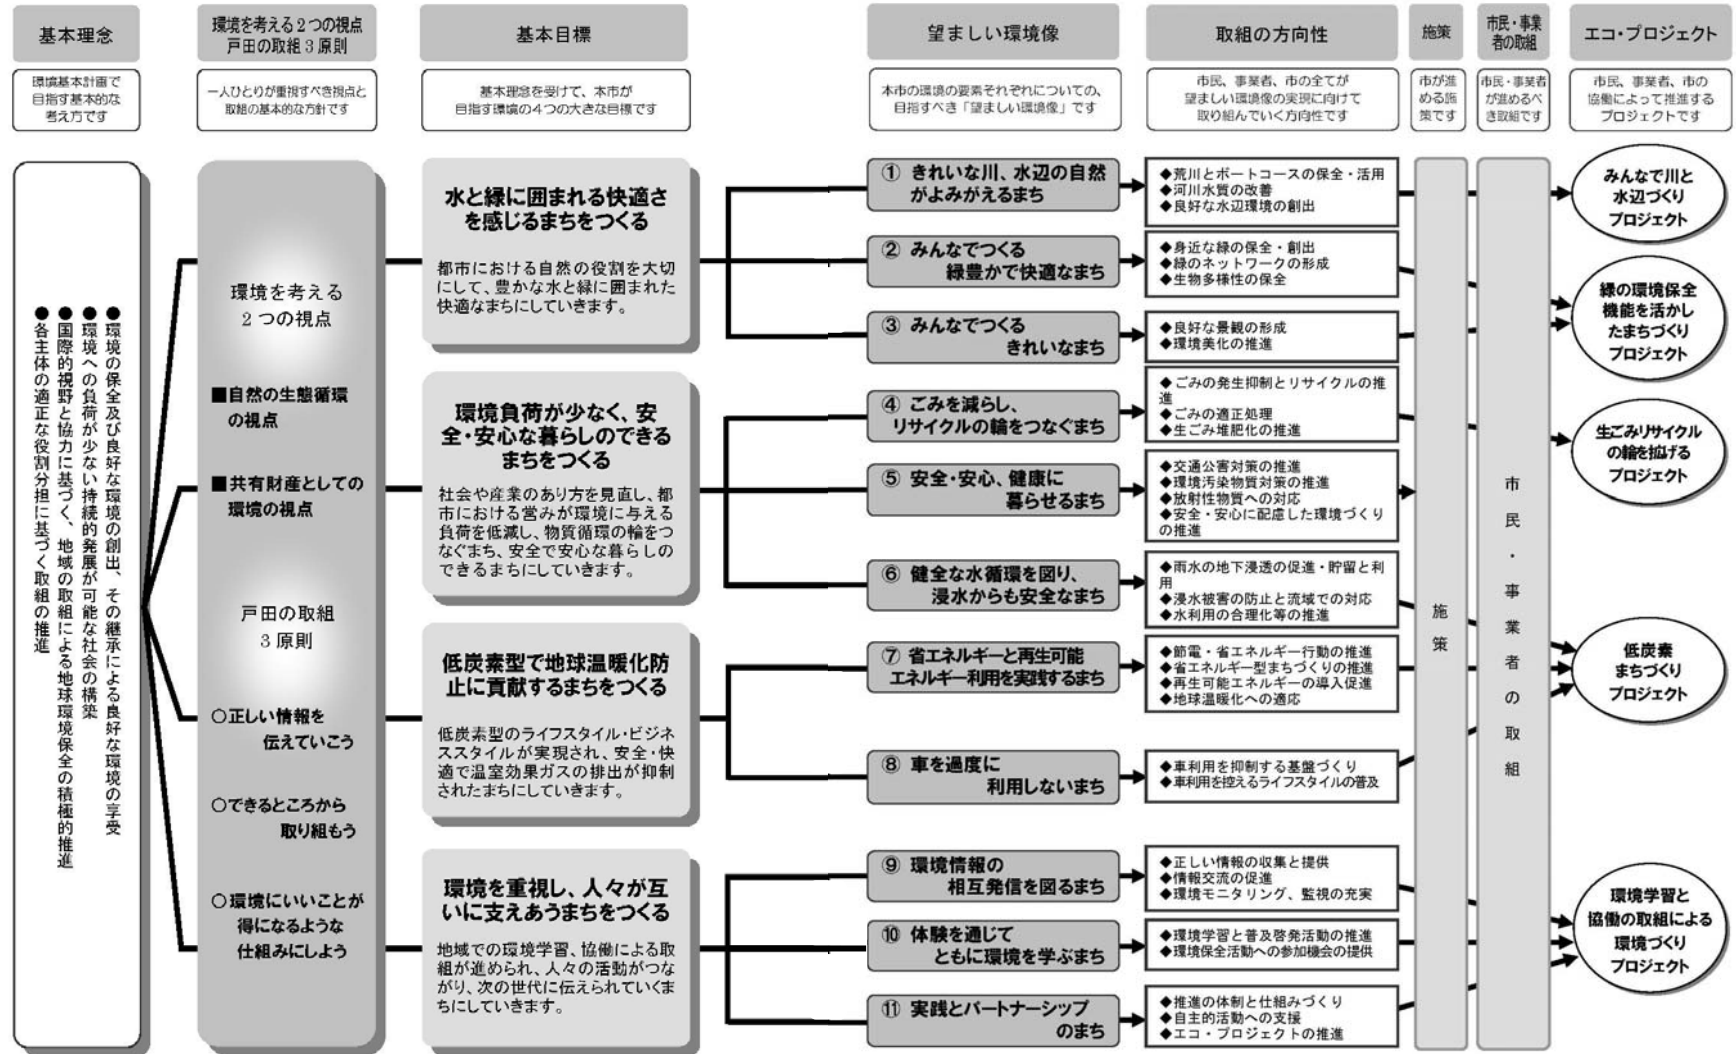 基本理念
環境を考える2つの視点
戸田の取組3原則
基本目標
望ましい環境像
取組の方向性
施策
市民・事業
者の取組
エコ・プロジェクト
環境基本計画で
目指す基本的な
考え方です
一人ひとりが重視すべき視点と
取組の基本的な方針です
基本理念を受けて、本市が
目指す環境の4つの大きな目標です
本市の環境の要素それぞれについての、
目指すべき「望ましい環境像」です
市民、事業者、市の全てが
望ましい環境像の実現に向けて
取り組んでいく方向性です
市が進
める施
策です
市民・事業者
が進めるべ
き取組です
市民、事業者、市の
協働によって推進する
プロジェクトです
●環境の保全及び良好な環境の創出、その継承による良好な環境の享受
●環境への負荷が少ない持続的発展が可能な社会の構築
●国際的視野と協力に基づく、地域の取組による地球環境保全の積極的推進
●各主体の適正な役割分担に基づく取組の推進
環境を考える
2つの視点
■自然の生態循環
の視点
■共有財産としての
環境の視点
戸田の取組
3原則
○正しい情報を
伝えていこう
○できるところから
取り組もう
○環境にいいことが
得になるような
仕組みにしよう
水と緑に囲まれる快適さ
を感じるまちをつくる
都市における自然の役割を大切
にして、豊かな水と緑に囲まれた
快適なまちにしていきます。
環境負荷が少なく、安
全・安心な暮らしのできる
まちをつくる
社会や産業のあり方を見直し、都
市における営みが環境に与える
負荷を低減し、物質循環の輪をつ
なぐまち、安全で安心な暮らしの
できるまちにしていきます。
低炭素型で地球温暖化防
止に貢献するまちをつくる
低炭素型のライフスタイル・ビジネ
ススタイルが実現され、安全・快
適で温室効果ガスの排出が抑制
されたまちにしていきます。
環境を重視し、人々が互
いに支えあうまちをつくる
地域での環境学習、協働による取
組が進められ、人々の活動がつな
がり、次の世代に伝えられていくま
ちにしていきます。
① きれいな川、水辺の自然
がよみがえるまち
② みんなでつくる
緑豊かで快適なまち
③ みんなでつくる
きれいなまち
④ ごみを減らし、
リサイクルの輪をつなぐまち
⑤ 安全・安心、健康に
暮らせるまち
⑥ 健全な水循環を図り、
浸水からも安全なまち
⑦ 省エネルギーと再生可能
エネルギー利用を実践するまち
⑧ 車を過度に
利用しないまち
⑨ 環境情報の
相互発信を図るまち
⑩ 体験を通じて
ともに環境を学ぶまち
⑪ 実践とパートナーシップ
のまち
◆荒川とボートコースの保全・活用
◆河川水質の改善
◆良好な水辺環境の創出
◆身近な緑の保全・創出
◆緑のネットワークの形成
◆生物多様性の保全
◆良好な景観の形成
◆環境美化の推進
◆ごみの発生抑制とリサイクルの推
進
◆ごみの適正処理
◆生ごみ堆肥化の推進
◆交通公害対策の推進
◆環境汚染物質対策の推進
◆放射性物質への対応
◆安全・安心に配慮した環境づくり
の推進
◆雨水の地下浸透の促進・貯留と利
用
◆浸水被害の防止と流域での対応
◆水利用の合理化等の推進
◆節電・省エネルギー行動の推進
◆省エネルギー型まちづくりの推進
◆再生可能エネルギーの導入促進
◆地球温暖化への適応
◆車利用を抑制する基盤づくり
◆車利用を控えるライフスタイルの普及
◆正しい情報の収集と提供
◆情報交流の促進
◆環境モニタリング、監視の充実
◆環境学習と普及啓発活動の推進
◆環境保全活動への参加機会の提供
◆推進の体制と仕組みづくり
◆自主的活動への支援
◆エコ・プロジェクトの推進
施策
市民・事業者の取組
みんなで川と
水辺づくり
プロジェクト
緑の環境保全
機能を活かし
たまちづくり
プロジェクト
生ごみリサイクル
の輪を拡げる
プロジェクト
低炭素
まちづくり
プロジェクト
環境学習と
協働の取組による
環境づくり
プロジェクト